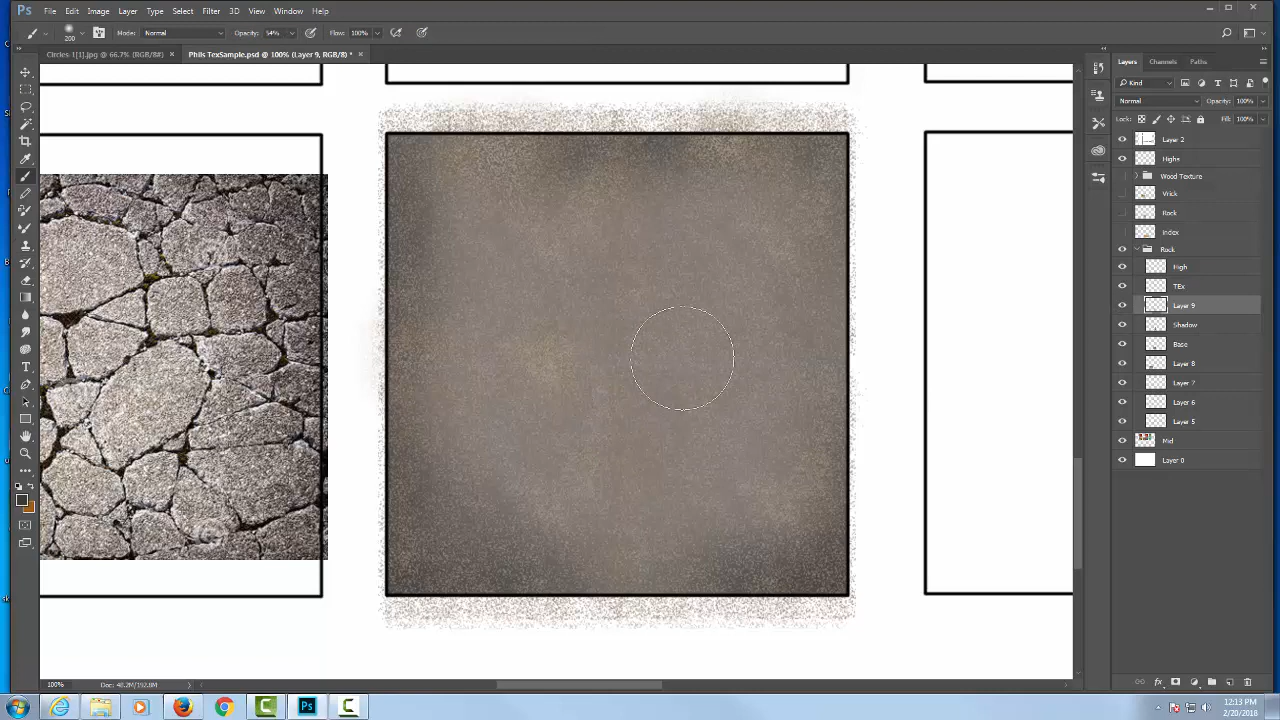 Ps File Edit Image Layer Type Select Filter 3D View Window Help
200 Mode: Normal Opacity: 54% Flow: 100%
Circles 1[1].jpg @ 66.7% (RGB/8#) × Phils TexSample.psd @ 100% (Layer 9, RGB/8) * ×
Layers Channels Paths
Kind
Normal Opacity: 100%
Lock: Fill: 100%
Layer 2
Highs
Wood Texture
Vrick
Rock
Index
Rock
High
TEx
Layer 9
Shadow
Base
Layer 8
Layer 7
Layer 6
Layer 5
Mid
Layer 0
100% Doc: 48.2M/192.8M
Ps
12:13 PM
2/20/2018